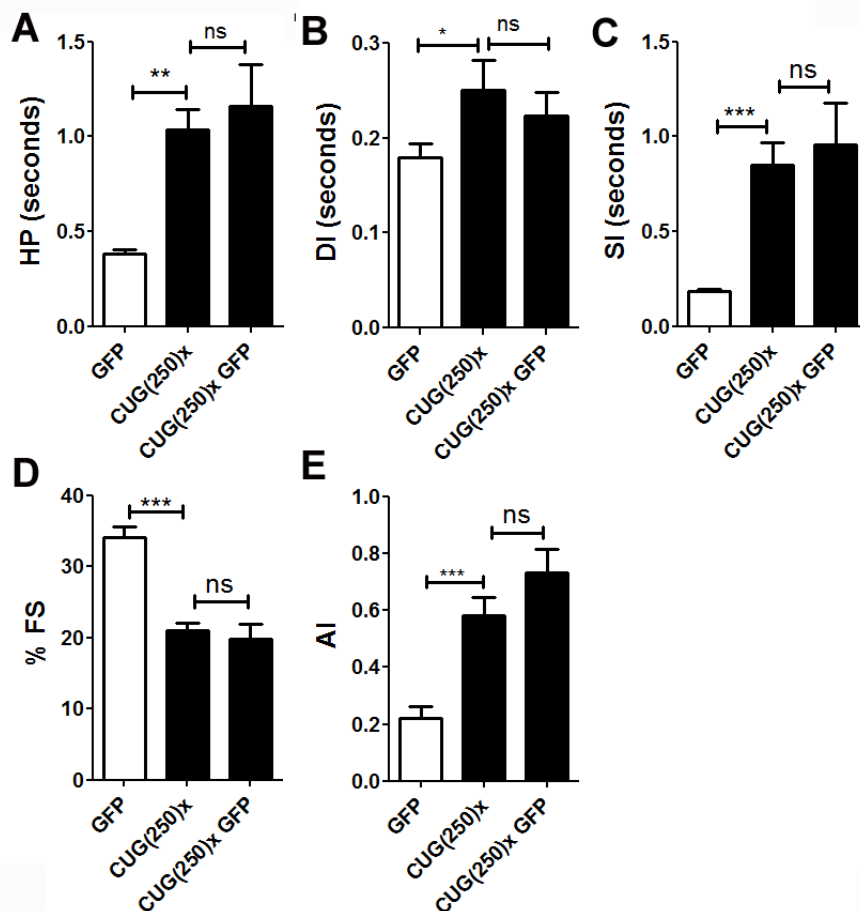 A
HP (seconds)
1.5
1.0
0.5
0.0
**
ns
GFP
CUG(250)x
CUG(250)x GFP
B
DI (seconds)
0.3
0.2
0.1
0.0
*
ns
GFP
CUG(250)x
CUG(250)x GFP
C
SI (seconds)
1.5
1.0
0.5
0.0
***
ns
GFP
CUG(250)x
CUG(250)x GFP
D
% FS
40
30
20
10
0
***
ns
GFP
CUG(250)x
CUG(250)x GFP
E
AI
1.0
0.8
0.6
0.4
0.2
0.0
***
ns
GFP
CUG(250)x
CUG(250)x GFP